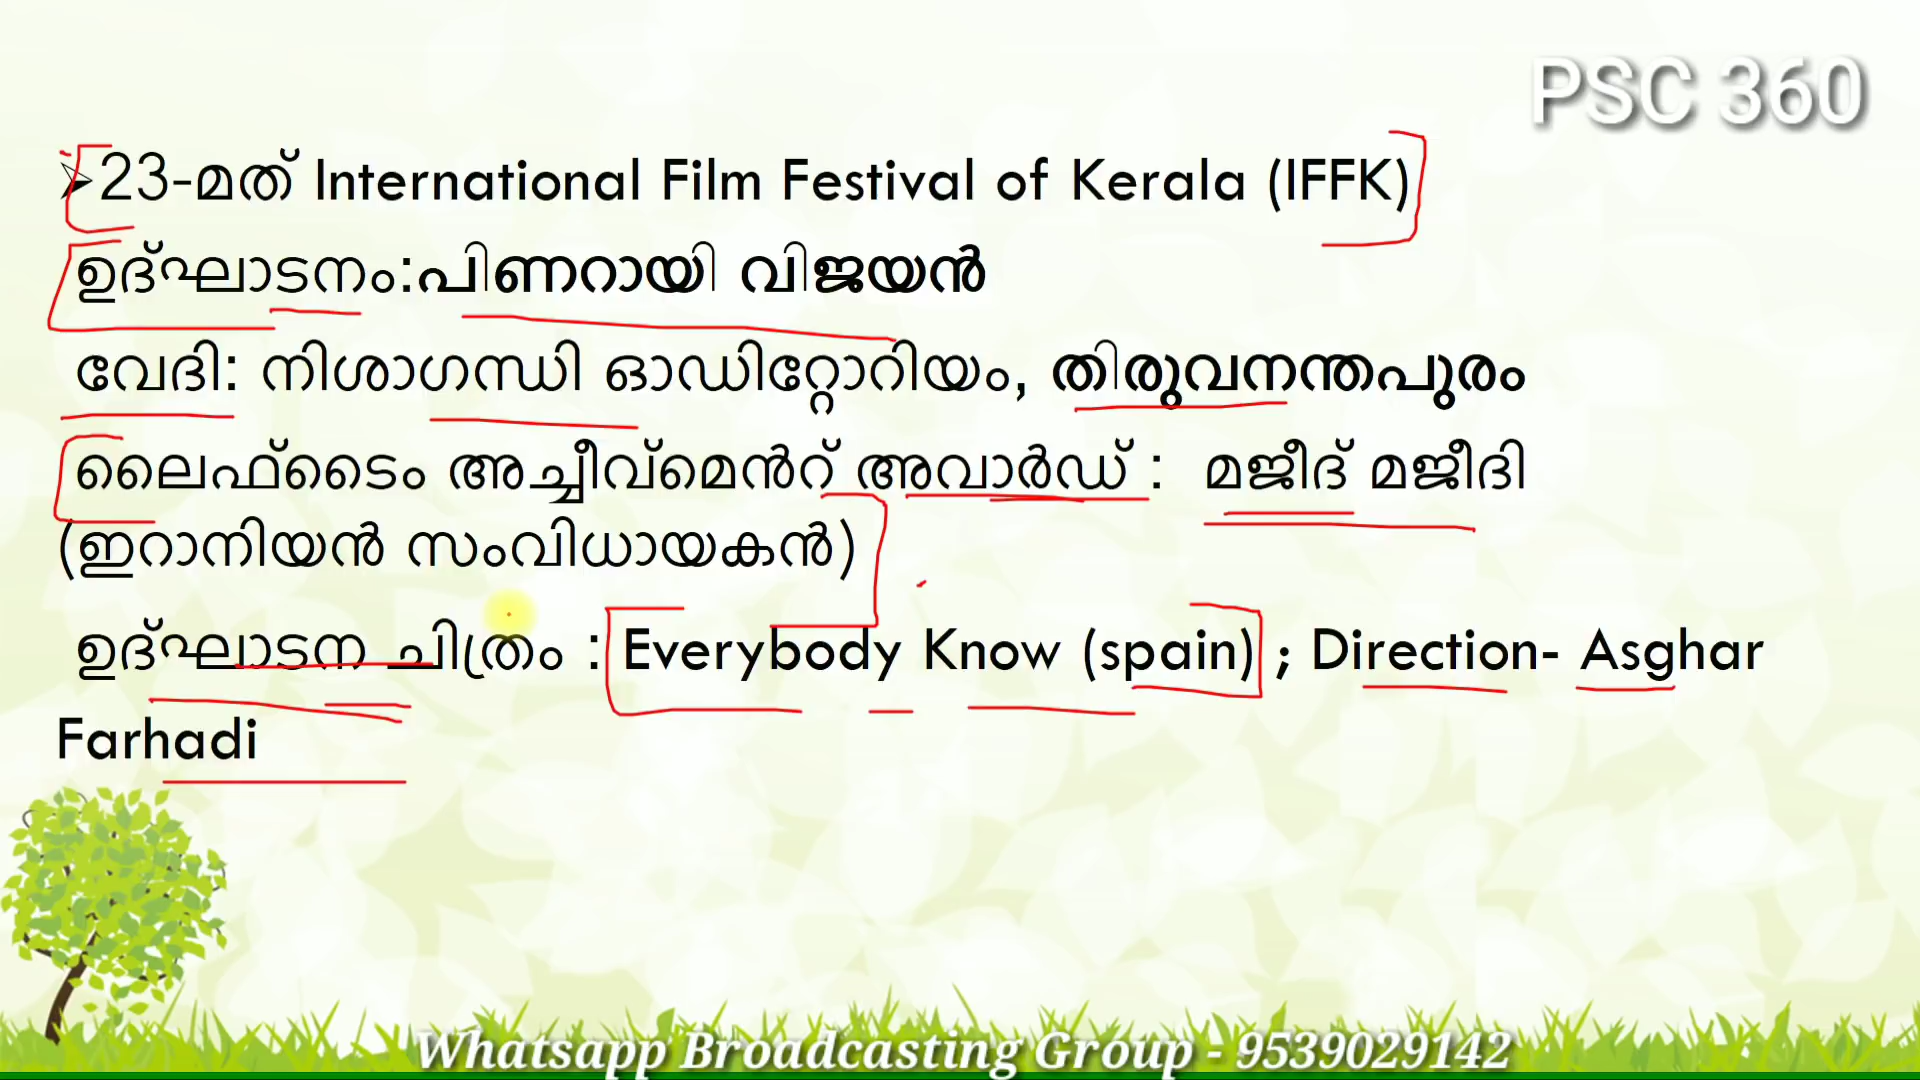 PSC 360
➢23-മത് International Film Festival of Kerala (IFFK)
ഉദ്ഘാടനം:പിണറായി വിജയൻ
വേദി: നിശാഗന്ധി ഓഡിറ്റോറിയം, തിരുവനന്തപുരം
ലൈഫ്ടൈം അച്ചീവ്മെൻറ് അവാർഡ് : മജീദ് മജീദി
(ഇറാനിയൻ സംവിധായകൻ)
ഉദ്ഘാടന ചിത്രം : Everybody Know (spain) ; Direction- Asghar
Farhadi
Whatsapp Broadcasting Group - 9539029142